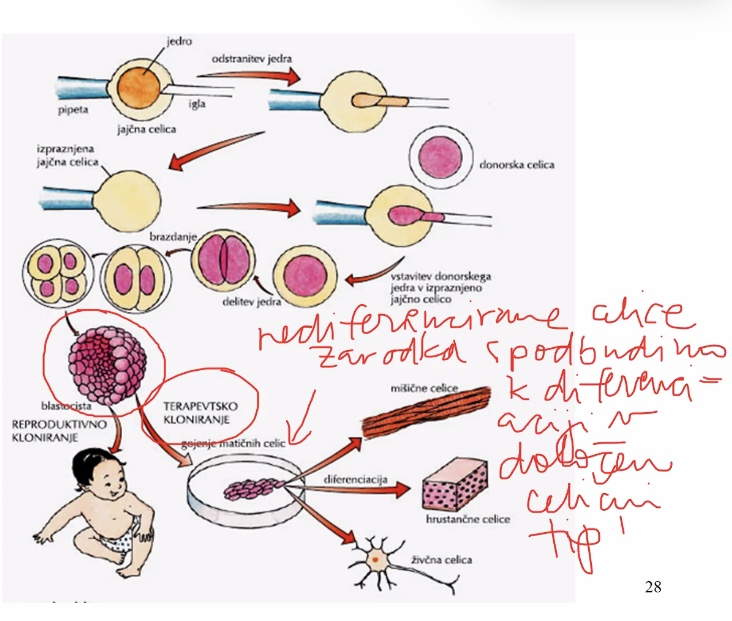 jedro
odstranitev jedra
pipeta
igla
jajčna celica
izpraznjena
jajčna celica
donorska celica
brazdanje
vstavitev donorskega
jedra v izpraznjeno
jajčno celico
delitev jedra
nediferencirane celice
zarodka spodbudimo
k diferenci=
aciji v
določen
celični
tip!
mišične celice
blastocista
TERAPEVTSKO
KLONIRANJE
REPRODUKTIVNO
KLONIRANJE
gojenje matičnih celic
diferenciacija
hrustančne celice
živčna celica
28